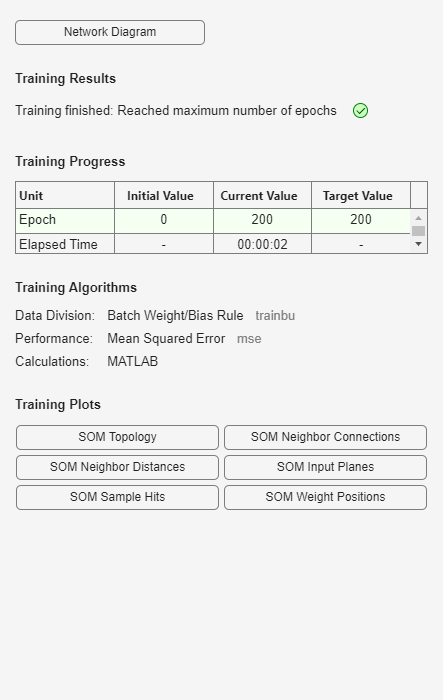 Network Diagram
Training Results
Training finished: Reached maximum number of epochs
Training Progress
Unit Initial Value Current Value Target Value
Epoch 0 200 200
Elapsed Time - 00:00:02 -
Training Algorithms
Data Division: Batch Weight/Bias Rule trainbu
Performance: Mean Squared Error mse
Calculations: MATLAB
Training Plots
SOM Topology SOM Neighbor Connections
SOM Neighbor Distances SOM Input Planes
SOM Sample Hits SOM Weight Positions